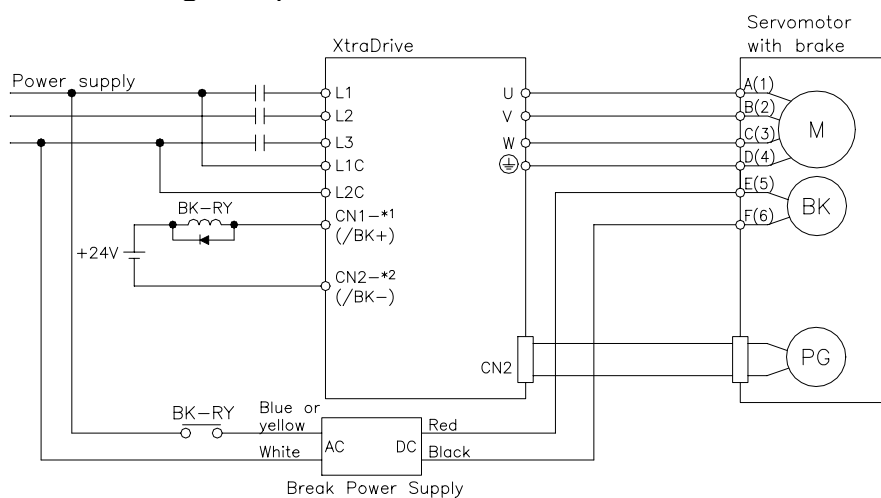 Servomotor
with brake
XtraDrive
Power supply
L1
L2
L3
L1C
L2C
U
V
W
A(1)
B(2)
C(3)
D(4)
M
E(5)
F(6)
BK
BK-RY
CN1-*1
(/BK+)
+24V
CN2-*2
(/BK-)
CN2
PG
BK-RY
Blue or
yellow
White
AC
DC
Red
Black
Break Power Supply